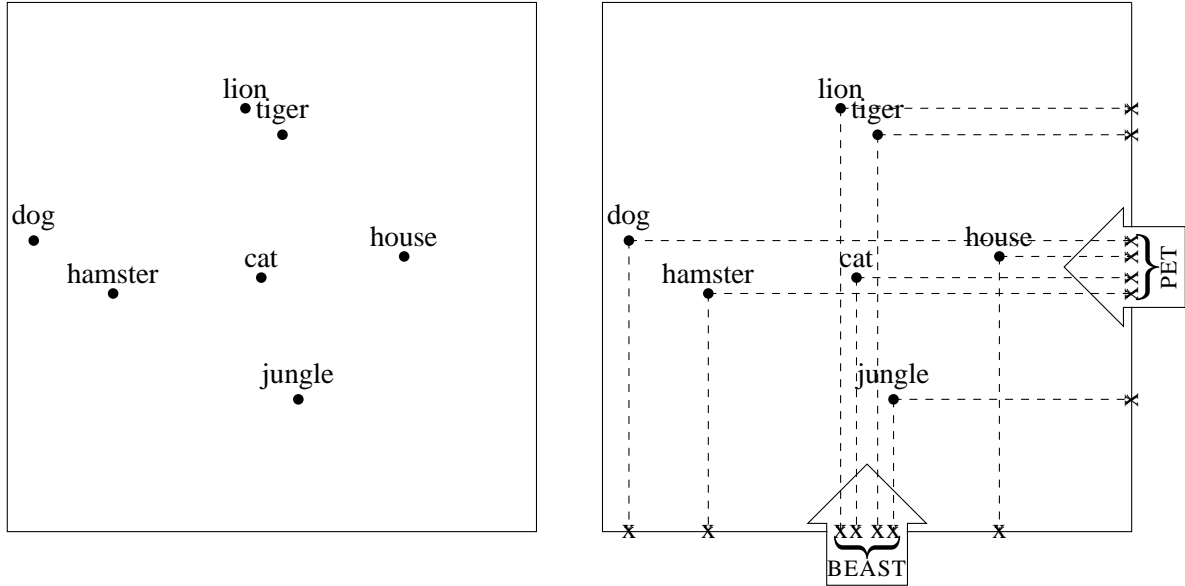 lion
tiger
dog
house
cat
hamster
jungle
lion
tiger
dog
house
cat
hamster
jungle
x
x
x
x
PET
x
x
x
x x x x x x x
BEAST